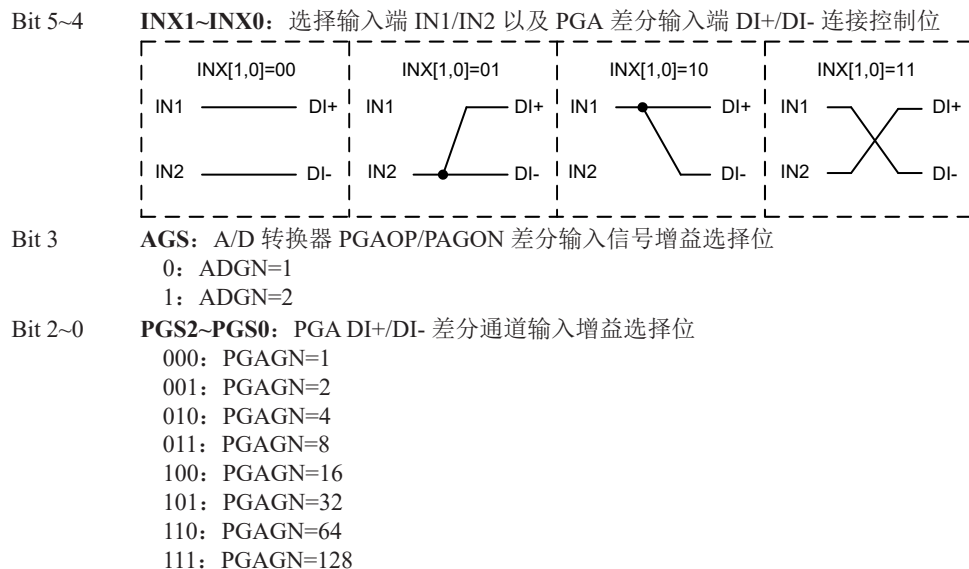 Bit 5~4 INX1~INX0：选择输入端 IN1/IN2 以及 PGA 差分输入端 DI+/DI- 连接控制位
INX[1,0]=00 INX[1,0]=01 INX[1,0]=10 INX[1,0]=11
IN1 DI+ IN1 DI+ IN1 DI+ IN1 DI+
IN2 DI- IN2 DI- IN2 DI- IN2 DI-
Bit 3 AGS：A/D 转换器 PGAOP/PAGON 差分输入信号增益选择位
0：ADGN=1
1：ADGN=2
Bit 2~0 PGS2~PGS0：PGA DI+/DI- 差分通道输入增益选择位
000：PGAGN=1
001：PGAGN=2
010：PGAGN=4
011：PGAGN=8
100：PGAGN=16
101：PGAGN=32
110：PGAGN=64
111：PGAGN=128